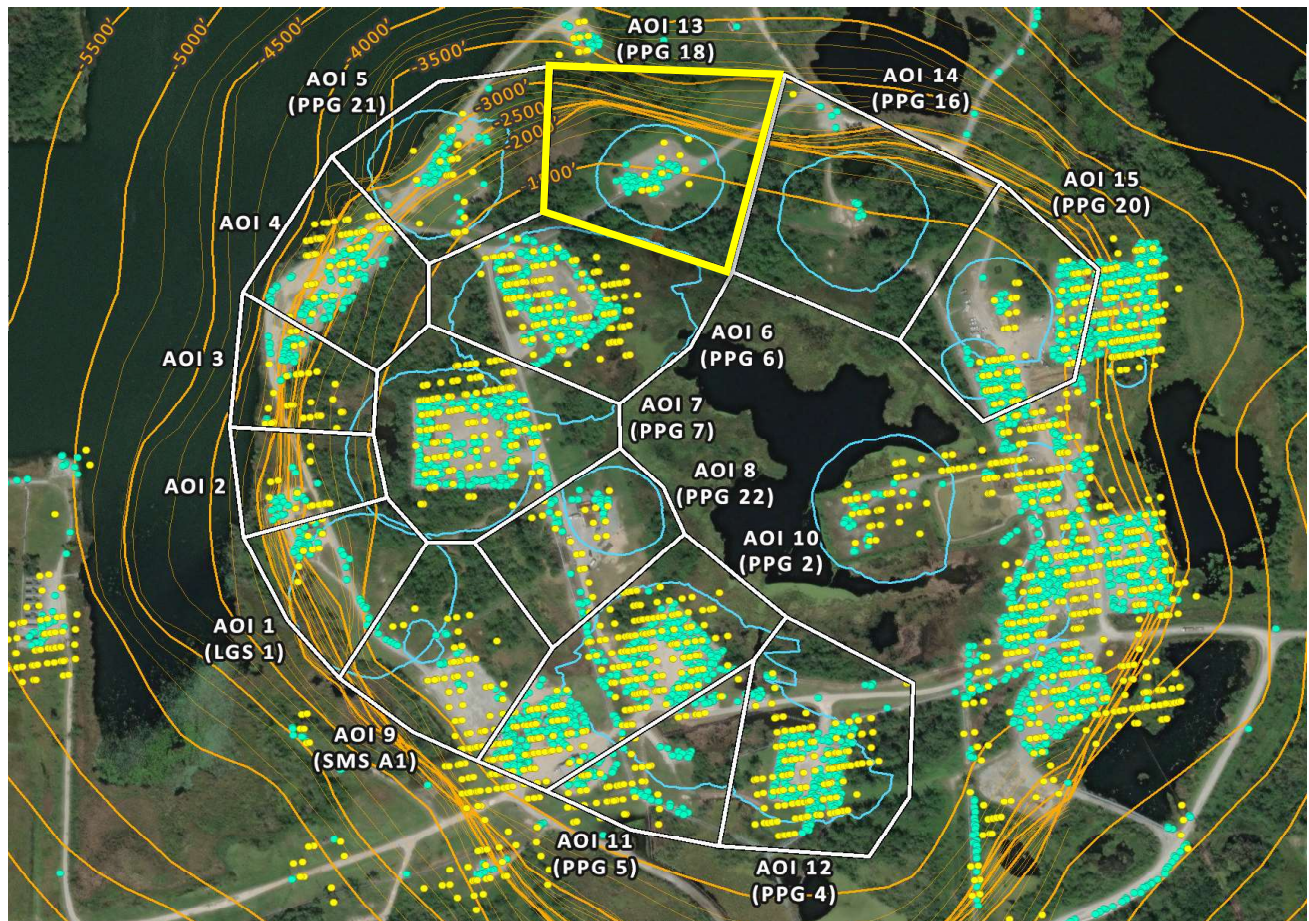 -5500'
-5000'
-4500'
-4000'
-3500'
-3000'
-2500'
-2000'
AOI 13
(PPG 18)
AOI 5
(PPG 21)
AOI 14
(PPG 16)
AOI 15
(PPG 20)
AOI 4
AOI 3
AOI 6
(PPG 6)
AOI 7
(PPG 7)
AOI 2
AOI 8
(PPG 22)
AOI 10
(PPG 2)
AOI 1
(LGS 1)
AOI 9
(SMS A1)
AOI 11
(PPG 5)
AOI 12
(PPG 4)